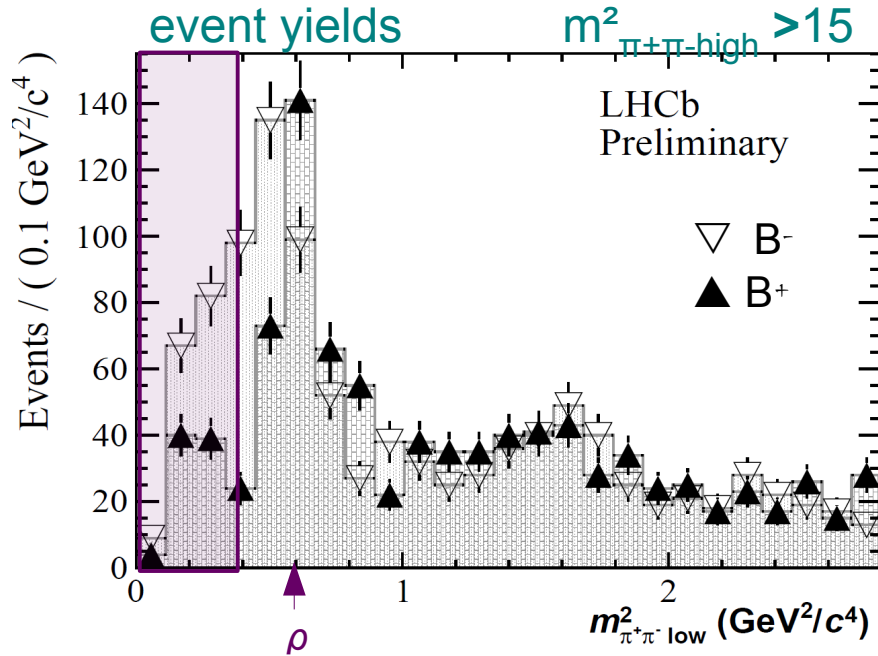 event yields m²π+π-high >15
LHCb
Preliminary
B-
B+
Events / ( 0.1 GeV²/c⁴)
140
120
100
80
60
40
20
0
0 1 2
ρ
m²π⁺π⁻ low (GeV²/c⁴)